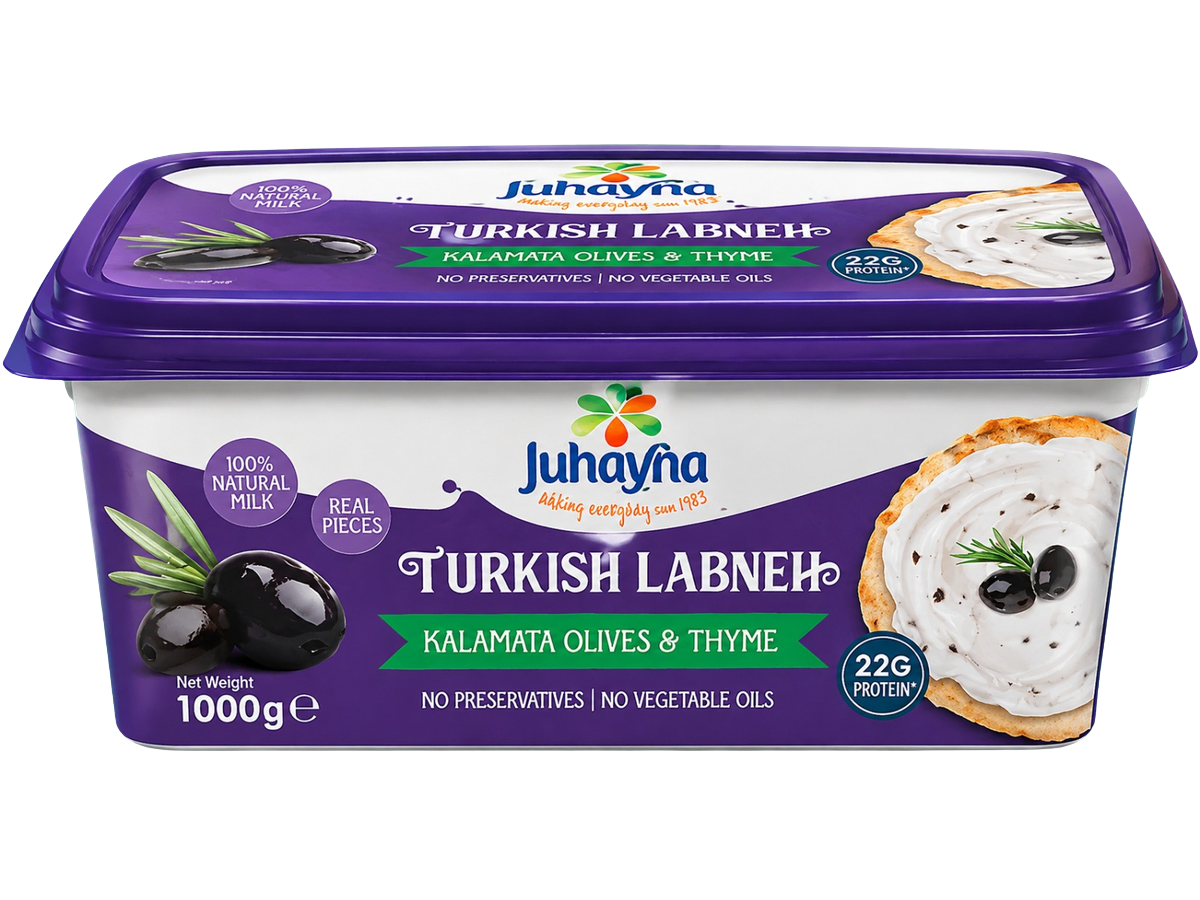 100%
NATURAL
MILK
Juhayna
Making everyday sun 1983
TURKISH LABNEH
KALAMATA OLIVES & THYME
NO PRESERVATIVES | NO VEGETABLE OILS
22G
PROTEIN*
Juhayna
sun 1983
100%
NATURAL
MILK
REAL
PIECES
TURKISH LABNEH
KALAMATA OLIVES & THYME
NO PRESERVATIVES | NO VEGETABLE OILS
22G
PROTEIN*
Net Weight
1000g ℮